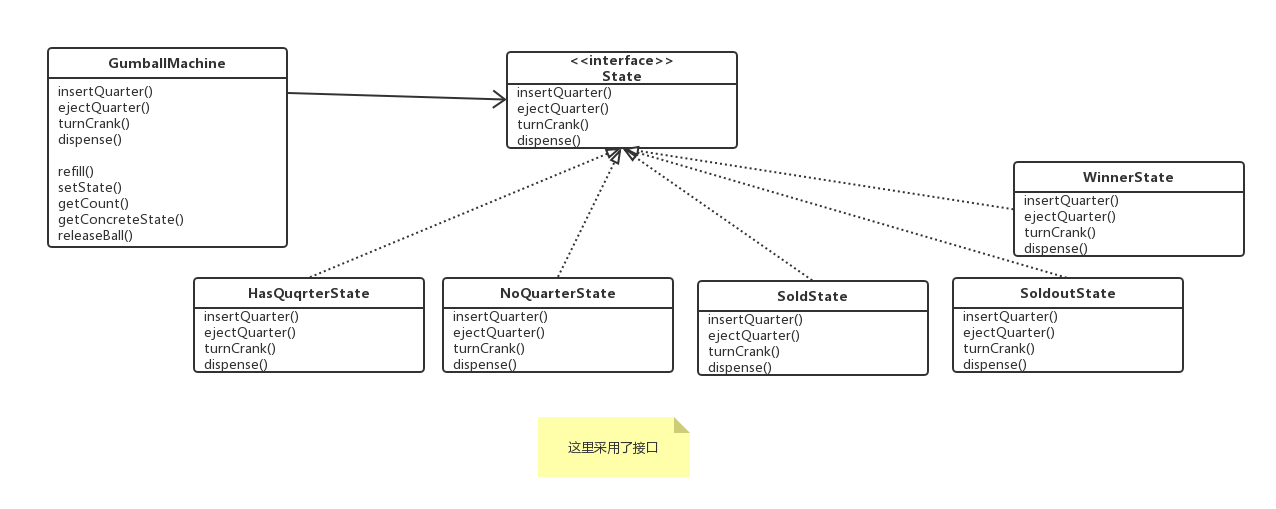 GumballMachine
insertQuarter()
ejectQuarter()
turnCrank()
dispense()
refill()
setState()
getCount()
getConcreteState()
releaseBall()
<<interface>>
State
insertQuarter()
ejectQuarter()
turnCrank()
dispense()
WinnerState
insertQuarter()
ejectQuarter()
turnCrank()
dispense()
HasQuqrterState
insertQuarter()
ejectQuarter()
turnCrank()
dispense()
NoQuarterState
insertQuarter()
ejectQuarter()
turnCrank()
dispense()
SoldState
insertQuarter()
ejectQuarter()
turnCrank()
dispense()
SoldoutState
insertQuarter()
ejectQuarter()
turnCrank()
dispense()
这里采用了接口